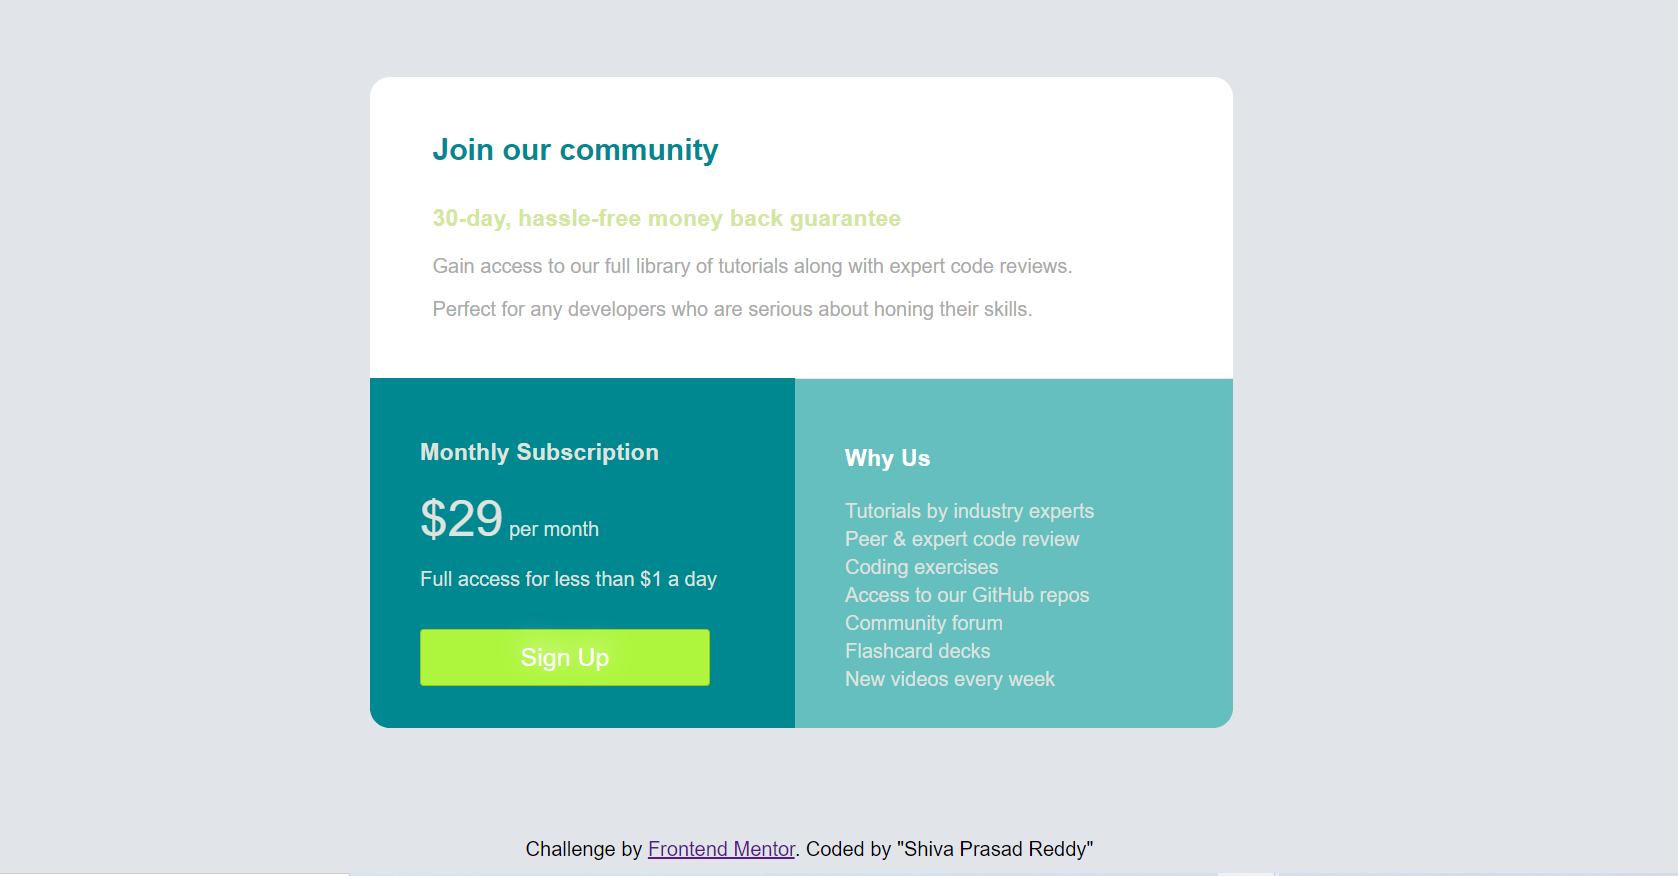 Join our community
30-day, hassle-free money back guarantee
Gain access to our full library of tutorials along with expert code reviews.
Perfect for any developers who are serious about honing their skills.
Monthly Subscription
$29 per month
Full access for less than $1 a day
Sign Up
Why Us
Tutorials by industry experts
Peer & expert code review
Coding exercises
Access to our GitHub repos
Community forum
Flashcard decks
New videos every week
Challenge by Frontend Mentor. Coded by "Shiva Prasad Reddy"